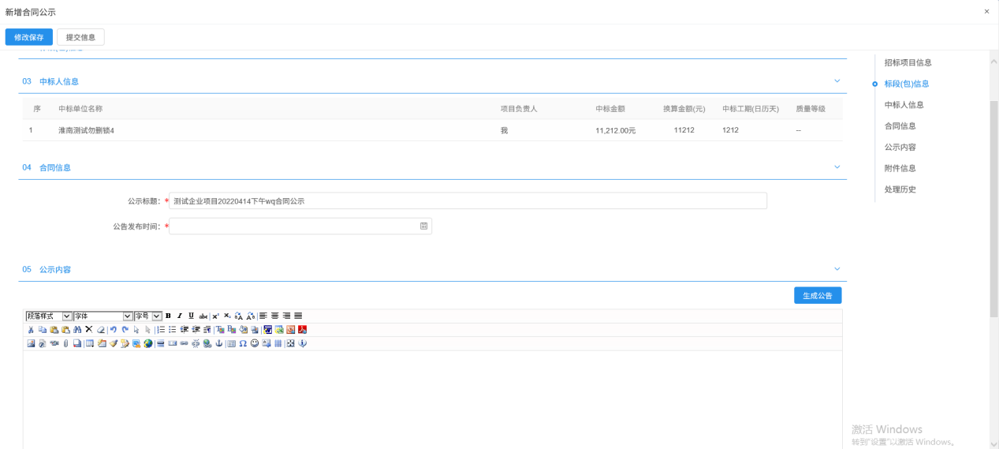 新增合同公示 ×
修改保存 提交信息
03 中标人信息
序 中标单位名称 项目负责人 中标金额 换算金额(元) 中标工期(日历天) 质量等级
1 淮南测试勿删锁4 我 11,212.00元 11212 1212 --
04 合同信息
公示标题：*测试企业项目20220414下午wq合同公示
公告发布时间：*
05 公示内容
生成公告
段落样式 字体 字号
招标项目信息
标段(包)信息
中标人信息
合同信息
公示内容
附件信息
处理历史
激活 Windows
转到"设置"以激活 Windows。